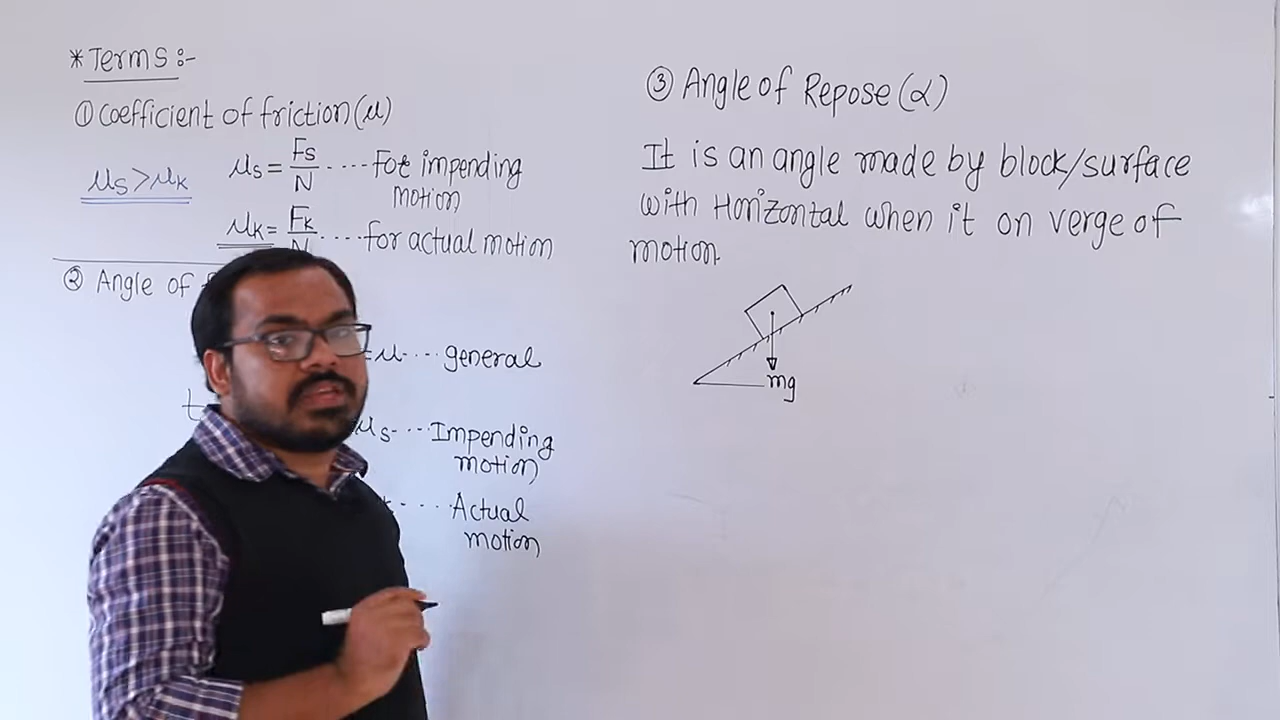 * Terms :-
① Coefficient of friction (μ)
μs > μk
μs = Fs/N ---- For impending
motion
μk = Fk/N ---- for actual motion
② Angle of
= μ --- general
μs --- Impending
motion
---- Actual
motion
③ Angle of Repose (α)
It is an angle made by block/surface
with Horizontal when it on verge of
motion.
mg